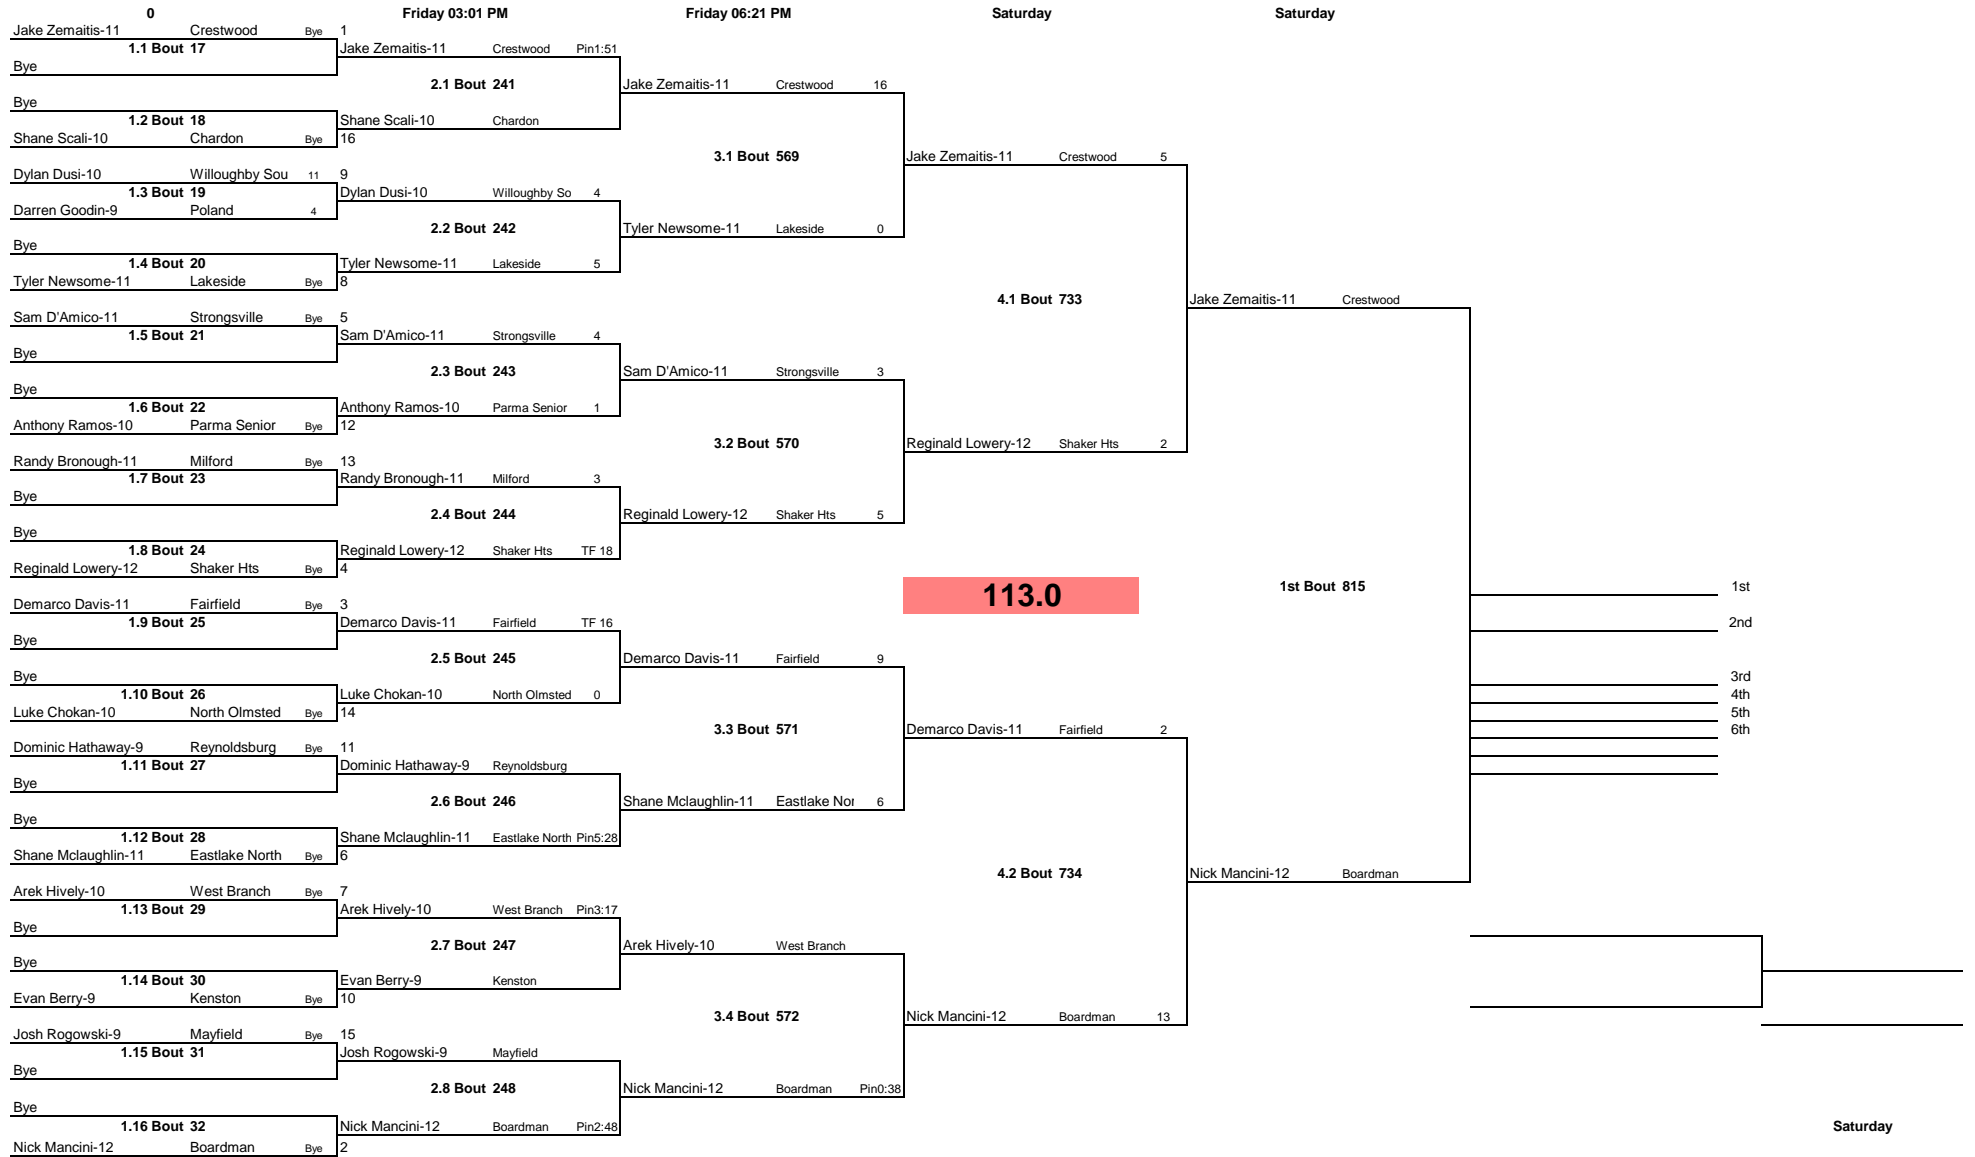 0 Friday 03:01 PM Friday 06:21 PM Saturday Saturday
Jake Zemaitis-11 Crestwood Bye 1
1.1 Bout 17 Jake Zemaitis-11 Crestwood Pin1:51
Bye
2.1 Bout 241 Jake Zemaitis-11 Crestwood 16
Bye
1.2 Bout 18 Shane Scali-10 Chardon
Shane Scali-10 Chardon Bye 16
3.1 Bout 569 Jake Zemaitis-11 Crestwood 5
Dylan Dusi-10 Willoughby Sou 11 9
1.3 Bout 19 Dylan Dusi-10 Willoughby So 4
Darren Goodin-9 Poland 4
2.2 Bout 242 Tyler Newsome-11 Lakeside 0
Bye
1.4 Bout 20 Tyler Newsome-11 Lakeside 5
Tyler Newsome-11 Lakeside Bye 8
4.1 Bout 733 Jake Zemaitis-11 Crestwood
Sam D'Amico-11 Strongsville Bye 5
1.5 Bout 21 Sam D'Amico-11 Strongsville 4
Bye
2.3 Bout 243 Sam D'Amico-11 Strongsville 3
Bye
1.6 Bout 22 Anthony Ramos-10 Parma Senior 1
Anthony Ramos-10 Parma Senior Bye 12
3.2 Bout 570 Reginald Lowery-12 Shaker Hts 2
Randy Bronough-11 Milford Bye 13
1.7 Bout 23 Randy Bronough-11 Milford 3
Bye
2.4 Bout 244 Reginald Lowery-12 Shaker Hts 5
Bye
1.8 Bout 24 Reginald Lowery-12 Shaker Hts TF 18
Reginald Lowery-12 Shaker Hts Bye 4
113.0 1st Bout 815 1st
Demarco Davis-11 Fairfield Bye 3
1.9 Bout 25 Demarco Davis-11 Fairfield TF 16 2nd
Bye
2.5 Bout 245 Demarco Davis-11 Fairfield 9
Bye 3rd
1.10 Bout 26 Luke Chokan-10 North Olmsted 0 4th
Luke Chokan-10 North Olmsted Bye 14 5th
3.3 Bout 571 Demarco Davis-11 Fairfield 2 6th
Dominic Hathaway-9 Reynoldsburg Bye 11
1.11 Bout 27 Dominic Hathaway-9 Reynoldsburg
Bye
2.6 Bout 246 Shane Mclaughlin-11 Eastlake Nor 6
Bye
1.12 Bout 28 Shane Mclaughlin-11 Eastlake North Pin5:28
Shane Mclaughlin-11 Eastlake North Bye 6
4.2 Bout 734 Nick Mancini-12 Boardman
Arek Hively-10 West Branch Bye 7
1.13 Bout 29 Arek Hively-10 West Branch Pin3:17
Bye
2.7 Bout 247 Arek Hively-10 West Branch
Bye
1.14 Bout 30 Evan Berry-9 Kenston
Evan Berry-9 Kenston Bye 10
3.4 Bout 572 Nick Mancini-12 Boardman 13
Josh Rogowski-9 Mayfield Bye 15
1.15 Bout 31 Josh Rogowski-9 Mayfield
Bye
2.8 Bout 248 Nick Mancini-12 Boardman Pin0:38
Bye
1.16 Bout 32 Nick Mancini-12 Boardman Pin2:48 Saturday
Nick Mancini-12 Boardman Bye 2